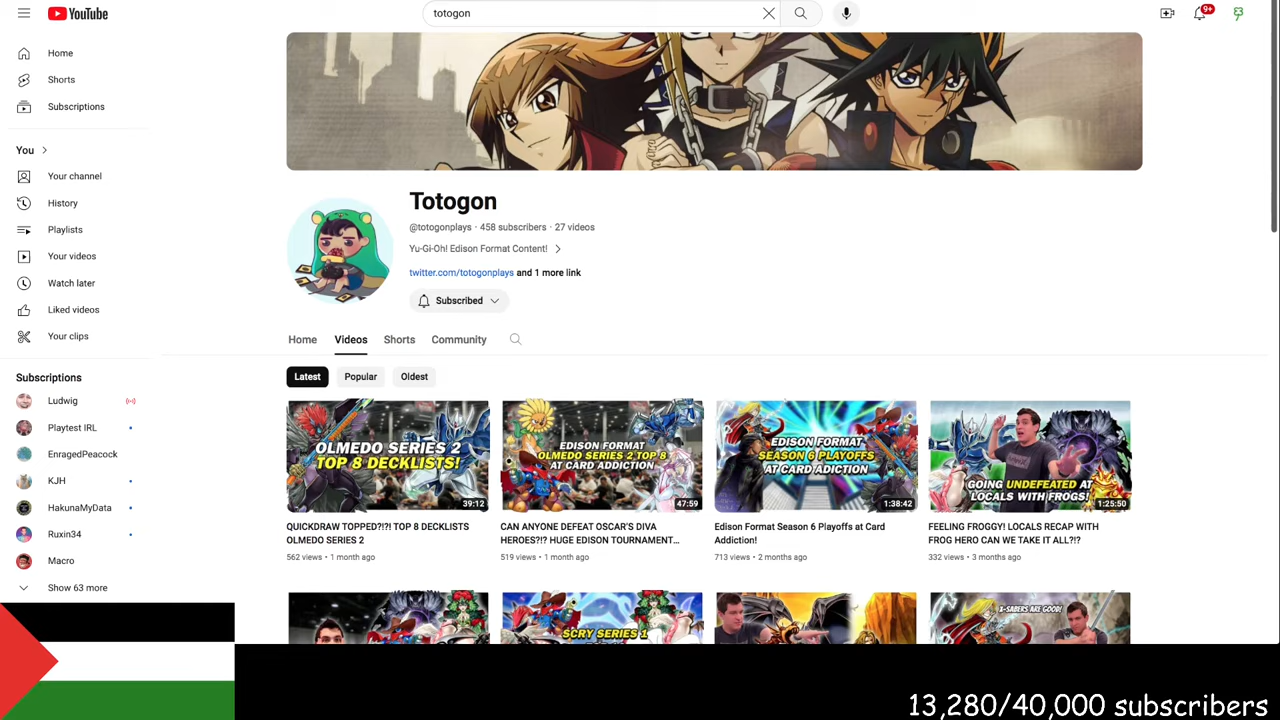 YouTube
totogon
9+
Home
Shorts
Subscriptions
You
Your channel
History
Playlists
Your videos
Watch later
Liked videos
Your clips
Subscriptions
Ludwig
Playtest IRL
EnragedPeacock
KJH
HakunaMyData
Ruxin34
Macro
Show 63 more
Totogon
@totogonplays · 458 subscribers · 27 videos
Yu-Gi-Oh! Edison Format Content!
twitter.com/totogonplays and 1 more link
Subscribed
Home Videos Shorts Community
Latest Popular Oldest
OLMEDO SERIES 2
TOP 8 DECKLISTS!
39:12
QUICKDRAW TOPPED?!?! TOP 8 DECKLISTS
OLMEDO SERIES 2
562 views • 1 month ago
EDISON FORMAT
OLMEDO SERIES 2 TOP 8
AT CARD ADDICTION
47:59
CAN ANYONE DEFEAT OSCAR'S DIVA
HEROES?!? HUGE EDISON TOURNAMENT...
519 views • 1 month ago
EDISON FORMAT
SEASON 6 PLAYOFFS
AT CARD ADICTION
1:38:42
Edison Format Season 6 Playoffs at Card
Addiction!
713 views • 2 months ago
GOING UNDEFEATED AT
LOCALS WITH FROGS!
1:25:50
FEELING FROGGY! LOCALS RECAP WITH
FROG HERO CAN WE TAKE IT ALL?!?
332 views • 3 months ago
SCRY SERIES 1
X-SABERS ARE GOOD!
13,280/40,000 subscribers